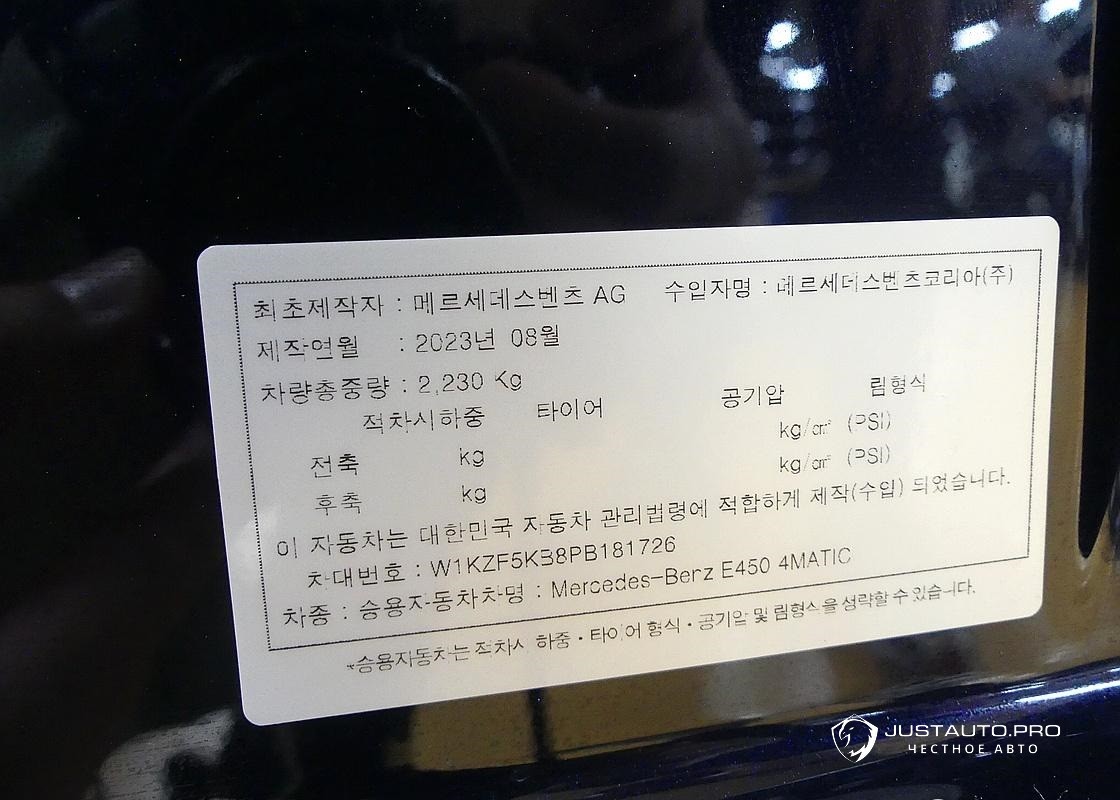 최초제작자 : 메르세데스벤츠 AG 수입자명 : 메르세데스벤츠코리아(주)
제작연월 : 2023년 08월
차량총중량 : 2,230 Kg
적차시하중 타이어 공기압 림형식
전축 kg kg/㎠ (PSI)
후축 kg kg/㎠ (PSI)
이 자동차는 대한민국 자동차 관리법령에 적합하게 제작(수입) 되었습니다.
차대번호 : W1KZF5KB8PB181726
차종 : 승용자동차차명 : Mercedes-Benz E450 4MATIC
*승용자동차는 적차시 하중・타이어 형식・공기압 및 림형식을 생략할 수 있습니다.
JUSTAUTO.PRO
ЧЕСТНОЕ АВТО